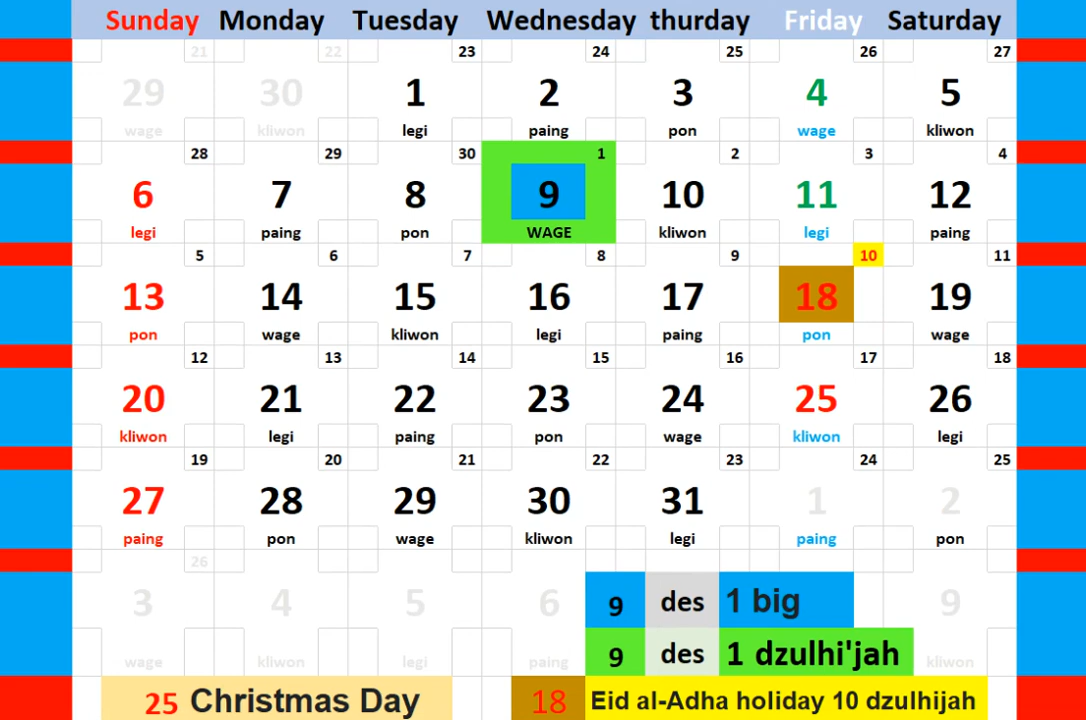 Sunday Monday Tuesday Wednesday thurday Friday Saturday
21 22 23 24 25 26 27
29 30 1 2 3 4 5
wage kliwon legi paing pon wage kliwon
28 29 30 1 2 3 4
6 7 8 9 10 11 12
legi paing pon WAGE kliwon legi paing
5 6 7 8 9 10 11
13 14 15 16 17 18 19
pon wage kliwon legi paing pon wage
12 13 14 15 16 17 18
20 21 22 23 24 25 26
kliwon legi paing pon wage kliwon legi
19 20 21 22 23 24 25
27 28 29 30 31 1 2
paing pon wage kliwon legi paing pon
26
3 4 5 6 9 des 1 big 9
wage kliwon legi paing 9 des 1 dzulhi'jah kliwon
25 Christmas Day 18 Eid al-Adha holiday 10 dzulhijah